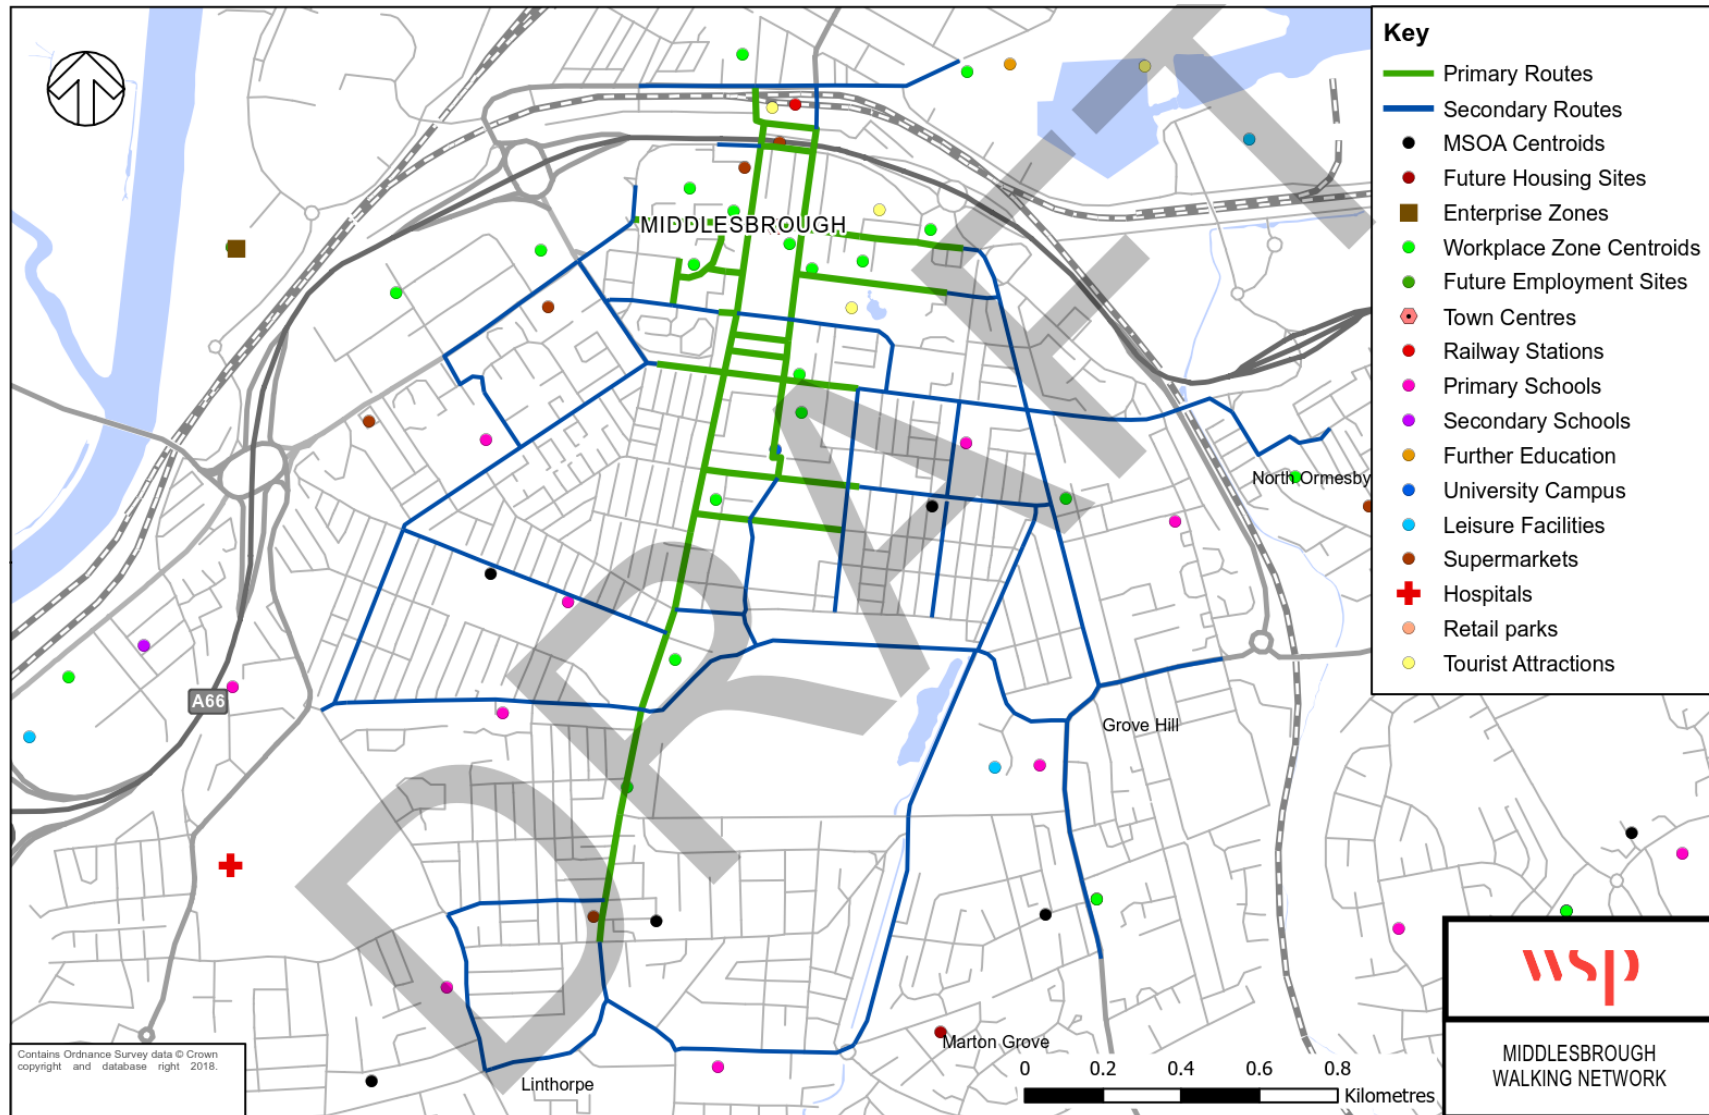 Key
Primary Routes
Secondary Routes
MSOA Centroids
Future Housing Sites
Enterprise Zones
Workplace Zone Centroids
Future Employment Sites
Town Centres
Railway Stations
Primary Schools
Secondary Schools
Further Education
University Campus
Leisure Facilities
Supermarkets
Hospitals
Retail parks
Tourist Attractions
MIDDLESBROUGH
North Ormesby
A66
Grove Hill
Marton Grove
Linthorpe
DRAFT
0 0.2 0.4 0.6 0.8
Kilometres
Contains Ordnance Survey data © Crown
copyright and database right 2018.
wsp
MIDDLESBROUGH
WALKING NETWORK